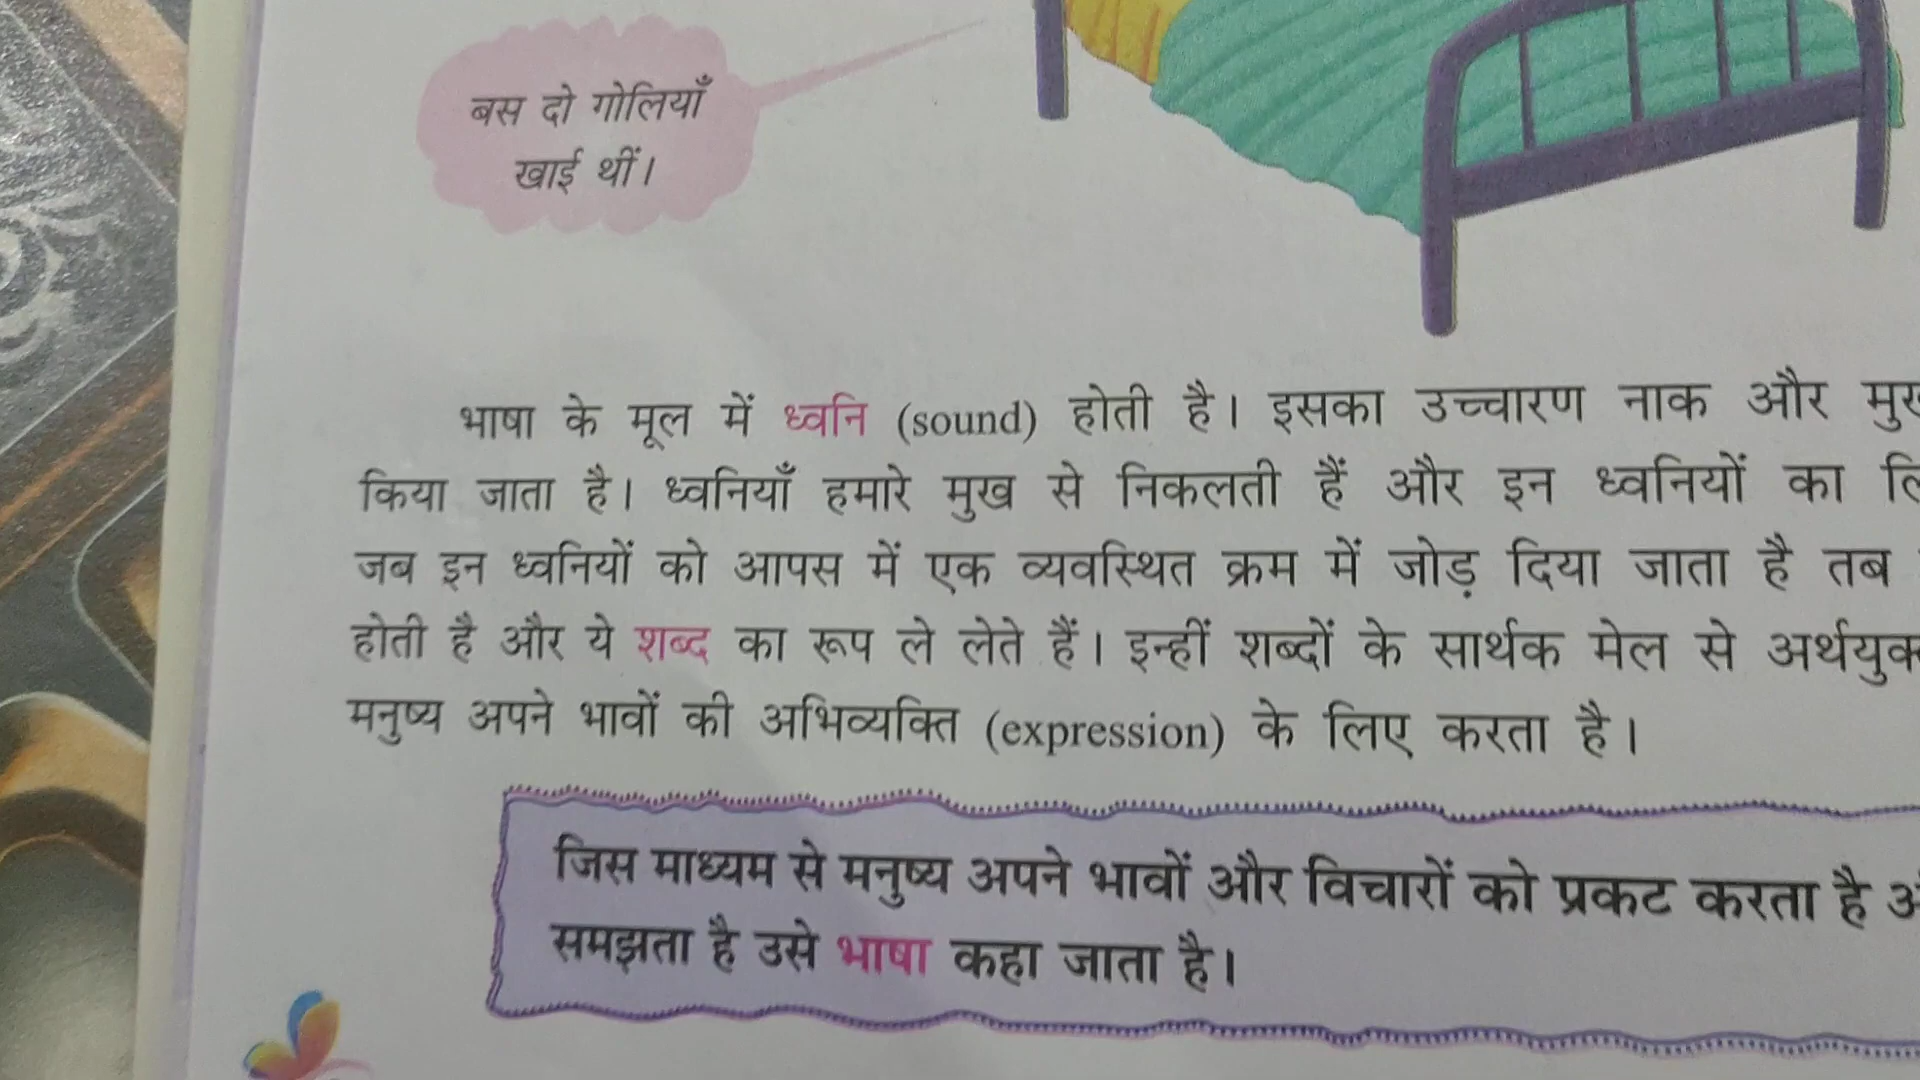 बस दो गोलियाँ
खाई थीं।
भाषा के मूल में ध्वनि (sound) होती है। इसका उच्चारण नाक और
किया जाता है। ध्वनियाँ हमारे मुख से निकलती हैं और इन ध्वनियों का
जब इन ध्वनियों को आपस में एक व्यवस्थित क्रम में जोड़ दिया जाता है तब
होती है और ये शब्द का रूप ले लेते हैं। इन्हीं शब्दों के सार्थक मेल से
मनुष्य अपने भावों की अभिव्यक्ति (expression) के लिए करता है।
जिस माध्यम से मनुष्य अपने भावों और विचारों को प्रकट करता है
समझता है उसे भाषा कहा जाता है।